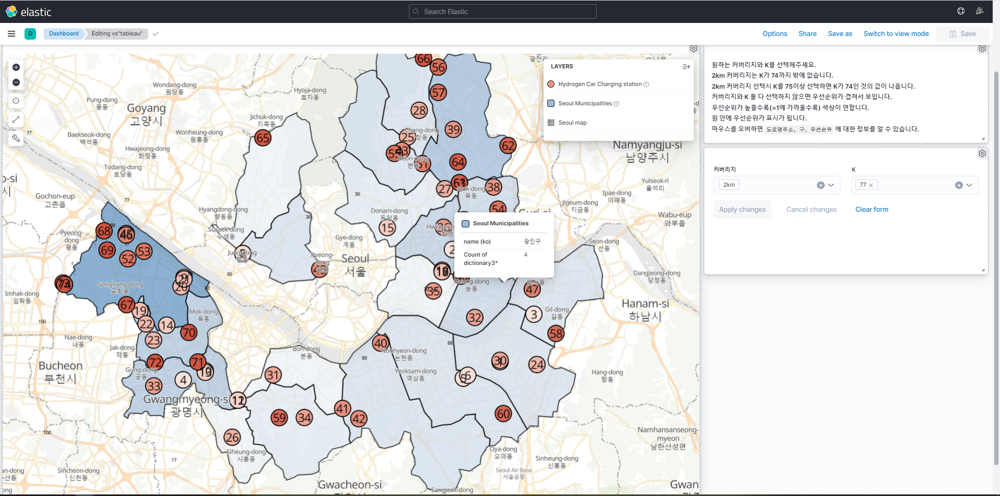 elastic
Search Elastic
D
Dashboard
Editing vs"tableau"
Options
Share
Save as
Switch to view mode
Save
LAYERS
Hydrogen Car Charging station
Seoul Municipalities
Seoul map
원하는 커버리지와 K를 선택해주세요.
2km 커버리지는 K가 74까지 밖에 없습니다.
2km 커버리지 선택시 K를 75이상 선택하면 K가 74인 것의 값이 나옵니다.
커버리지와 K 둘 다 선택하지 않으면 우선순위가 겹쳐서 보입니다.
우선순위가 높을수록(=1에 가까울수록) 색상이 연합니다.
원 안에 우선순위가 표시가 됩니다.
마우스를 오버하면 도로명주소, 구, 우선순위 에 대한 정보를 알 수 있습니다.
커버리지
K
2km
77
Apply changes
Cancel changes
Clear form
Seoul Municipalities
name (ko) 광진구
Count of 4
dictionary3*
66
56
57
28
Wondang-dong
원당동
Hyoja-dong
효자동
Pung-dong
풍동
Goyang
고양시
Jichuk-dong
지축동
65
Wonheung-dong
원흥동
Baekseok-dong
백석동
Hwajeong-dong
화정동
Todang-dong
토당동
Gochon-eup
고촌읍
Hyangdong-dong
향동동
Susaek-dong
수색동
Chang-dong
창동
25
39
62
64
Beon-dong
번동
Namyangju-si
남양주시
27
38
Muk-dong
묵동
54
Yulseok-ri
율석리
Ipae-dong
이패동
Jigeum-dong
지금동
Wabu-eup
와부읍
Donam-dong
돈암동
15
Gye-dong
계동
Seoul
서울
Pyeong-
dong
평동
68
69
53
52
Gonghang-dong
공항동
20
67
19
22
14
23
70
Mok-dong
목동
Seon-dong
선동
Dangjeong-dong
당정동
35
47
32
3
Gil-dong
길동
58
Hanam-si
하남시
Imhak-dong
임학동
Nae-dong
내동
Jak-dong
작동
Bucheon
부천시
72
71
Gung-dong
궁동
33
4
Gwangmyeong-si
광명시
Bon-dong
본동
31
40
Nonhyeon-dong
논현동
Yeoksam-dong
역삼동
30
24
6
Hang-dong
항동
59
34
41
42
60
26
Siheung-dong
시흥동
Namhansanseong-
myeon
남한산성면
Oya-dong
오야동
Sinheung-dong
신흥동
Seoul Air Base
서울공항
Sincheon-dong
신천동
Gwacheon-si
Sangjeok-dong